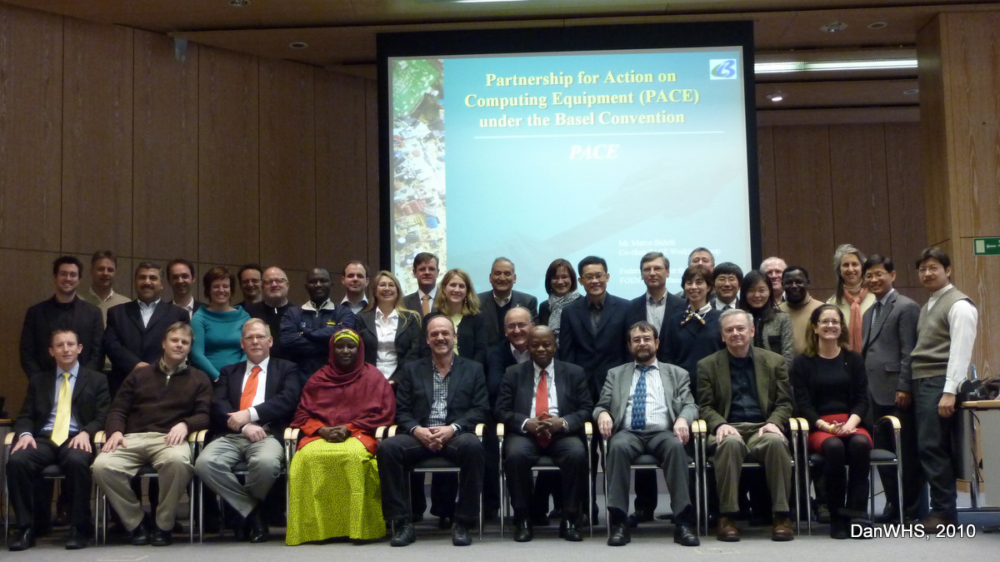 Partnership for Action on
Computing Equipment (PACE)
under the Basel Convention
PACE
DanWHS, 2010